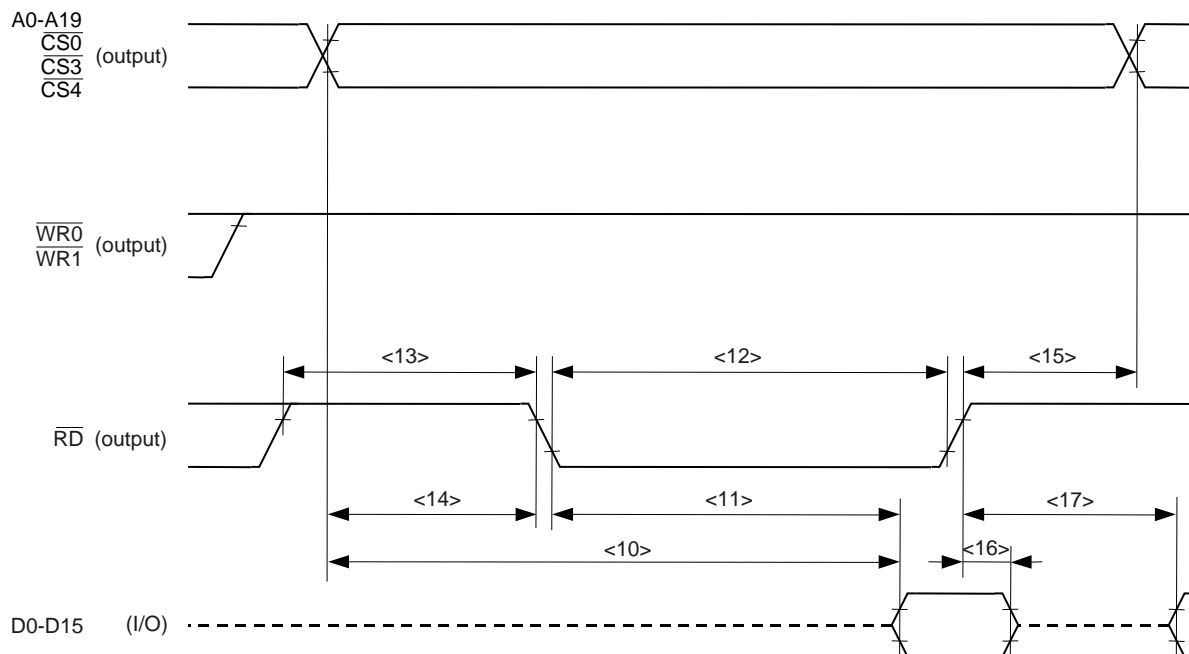 A0-A19
CS0
CS3 (output)
CS4
WR0
WR1 (output)
<13>
<12>
<15>
RD (output)
<14>
<11>
<17>
<10>
<16>
D0-D15 (I/O)